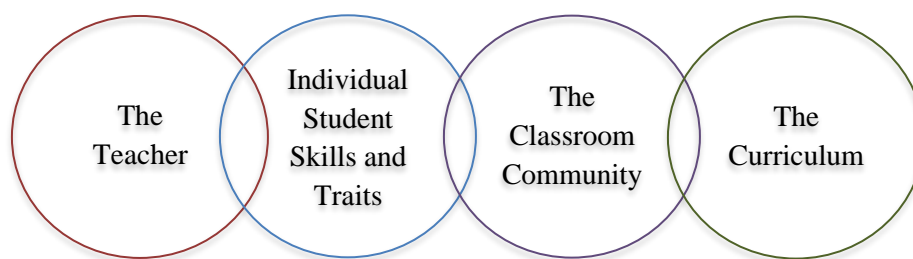 The
Teacher
Individual
Student
Skills and
Traits
The
Classroom
Community
The
Curriculum